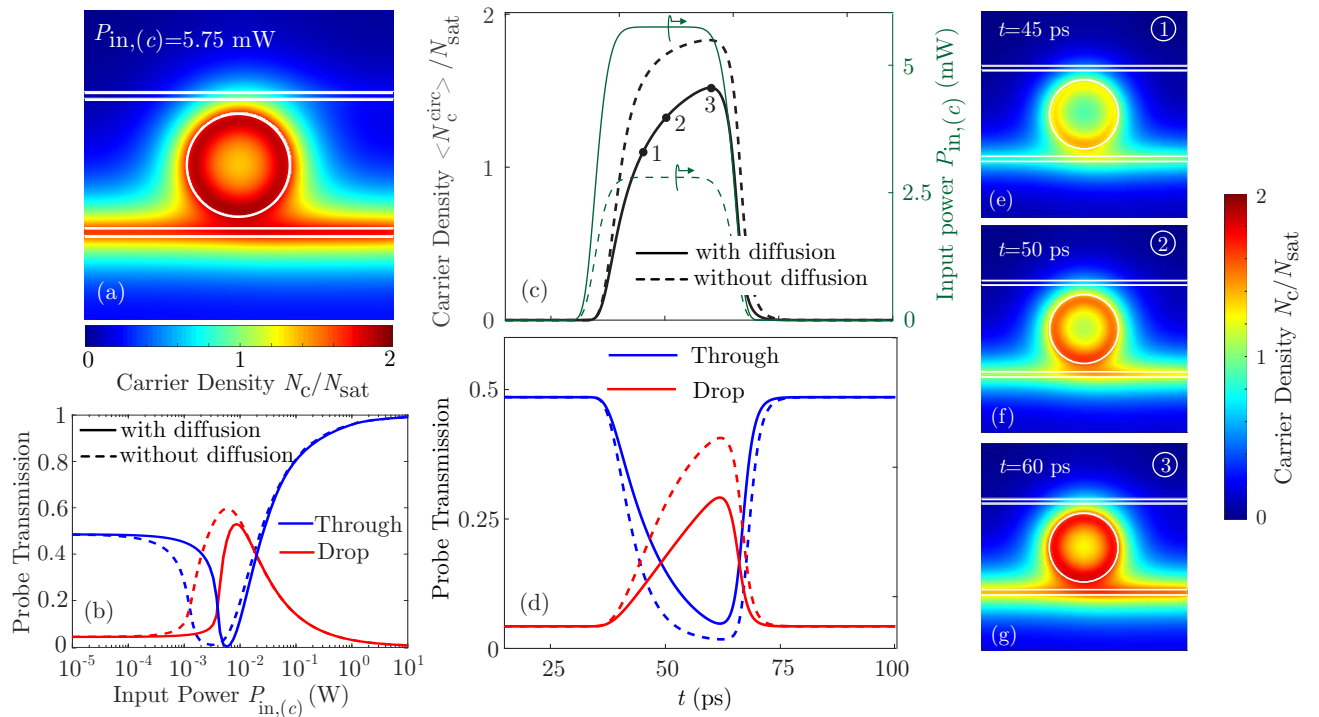 P_in,(c)=5.75 mW
(a)
0 1 2
Carrier Density N_c/N_sat
1
0.8
0.6
0.4
0.2
0
Probe Transmission
with diffusion
without diffusion
Through
Drop
(b)
10^-5 10^-4 10^-3 10^-2 10^-1 10^0 10^1
Input Power P_in,(c) (W)
2
1
0
Carrier Density <N_c^circ>/N_sat
1
2
3
with diffusion
without diffusion
(c)
5
2.5
0
Input power P_in,(c) (mW)
Through
Drop
0.5
0.25
0
Probe Transmission
(d)
25 50 75 100
t (ps)
t=45 ps ①
(e)
t=50 ps ②
(f)
t=60 ps ③
(g)
2
1
0
Carrier Density N_c/N_sat